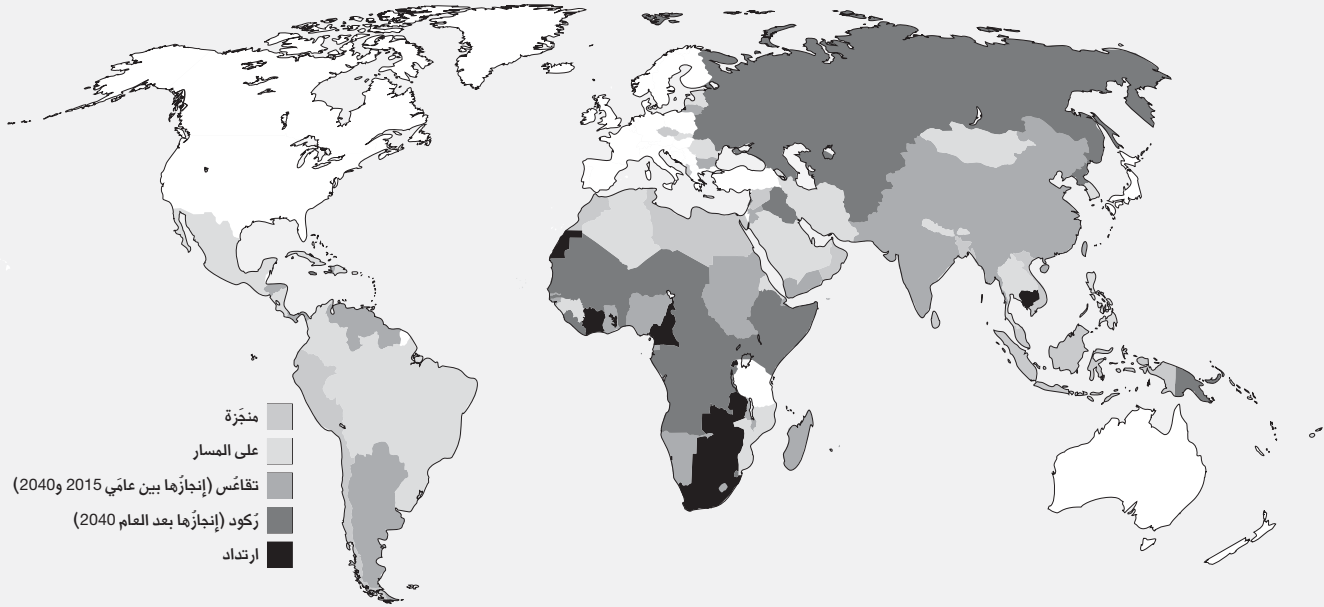 منجَزة
على المسار
تقاعُس (إنجازُها بين عامَي 2015 و2040)
رُكود (إنجازُها بعد العام 2040)
ارتداد